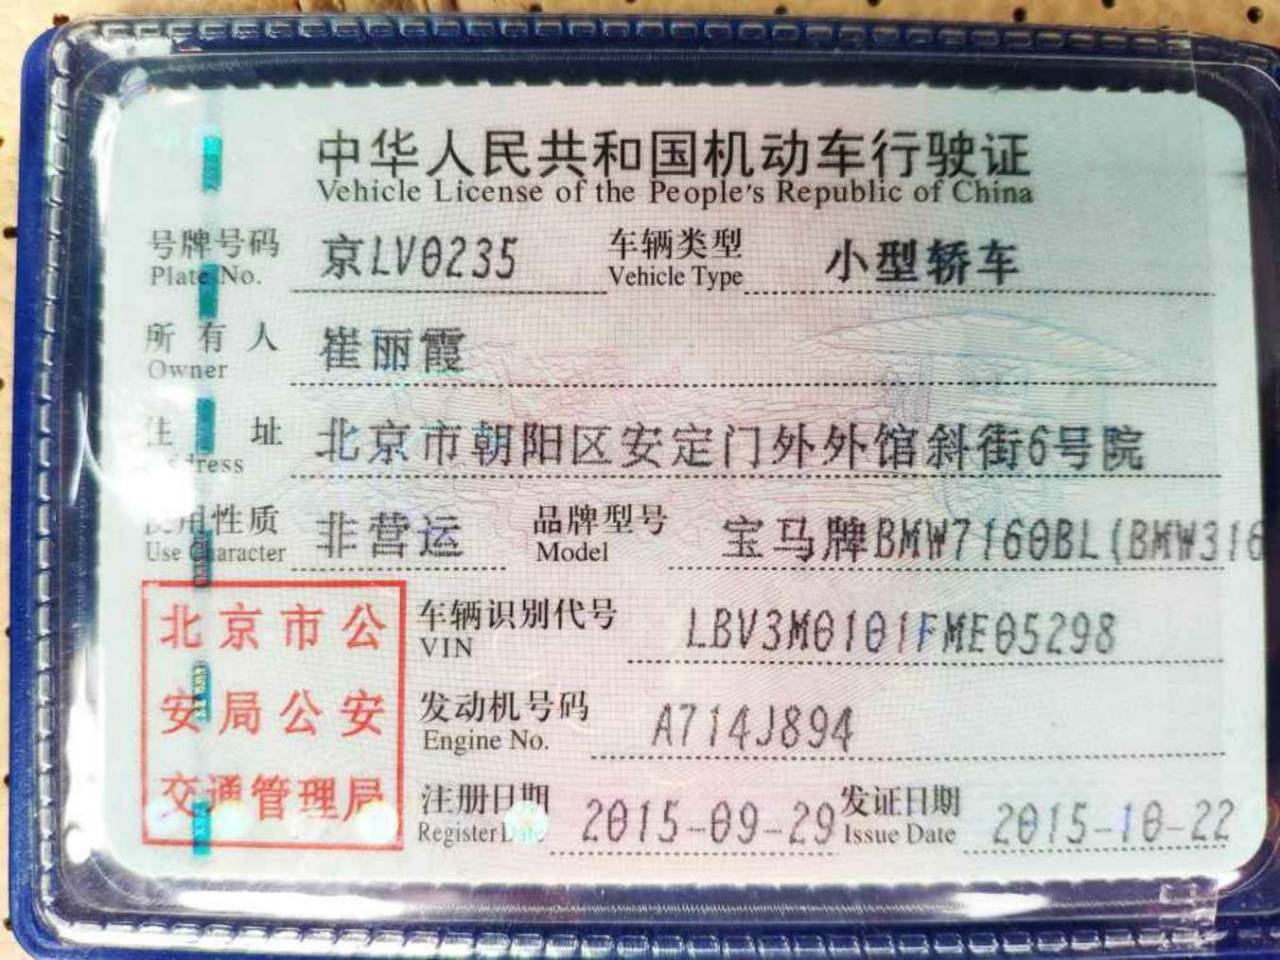 中华人民共和国机动车行驶证
Vehicle License of the People's Republic of China
号牌号码 京LV0235 车辆类型 小型轿车
Plate No. Vehicle Type
所有人 崔丽霞
Owner
住址 北京市朝阳区安定门外外馆斜街6号院
Address
使用性质 非营运 品牌型号 宝马牌BMW7160BL(BMW316
Use Character Model
北京市公
安局公安
交通管理局
车辆识别代号 LBV3M0101FME05298
VIN
发动机号码 A714J894
Engine No.
注册日期 2015-09-29 发证日期 2015-10-22
Register Date Issue Date